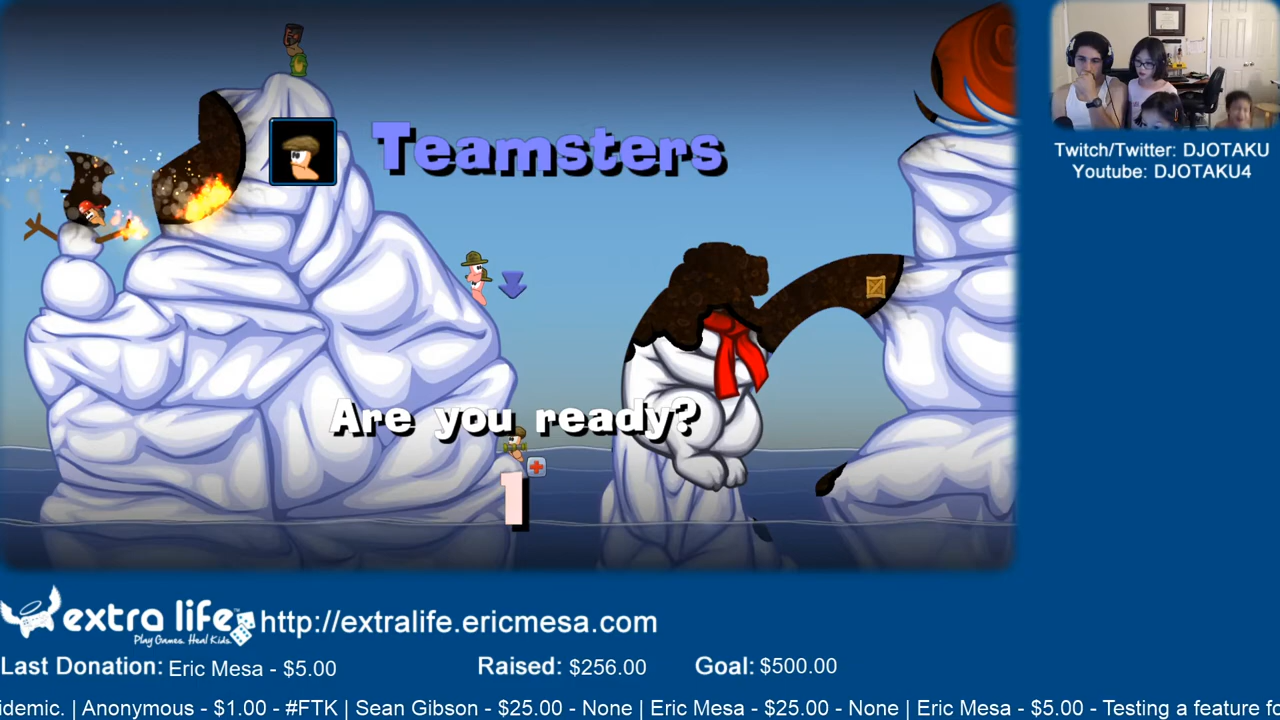 Teamsters
Twitch/Twitter: DJOTAKU
Youtube: DJOTAKU4
Are you ready?
1
extra life
Play Games. Heal Kids.
http://extralife.ericmesa.com
Last Donation: Eric Mesa - $5.00
Raised: $256.00
Goal: $500.00
idemic. | Anonymous - $1.00 - #FTK | Sean Gibson - $25.00 - None | Eric Mesa - $25.00 - None | Eric Mesa - $5.00 - Testing a feature fo